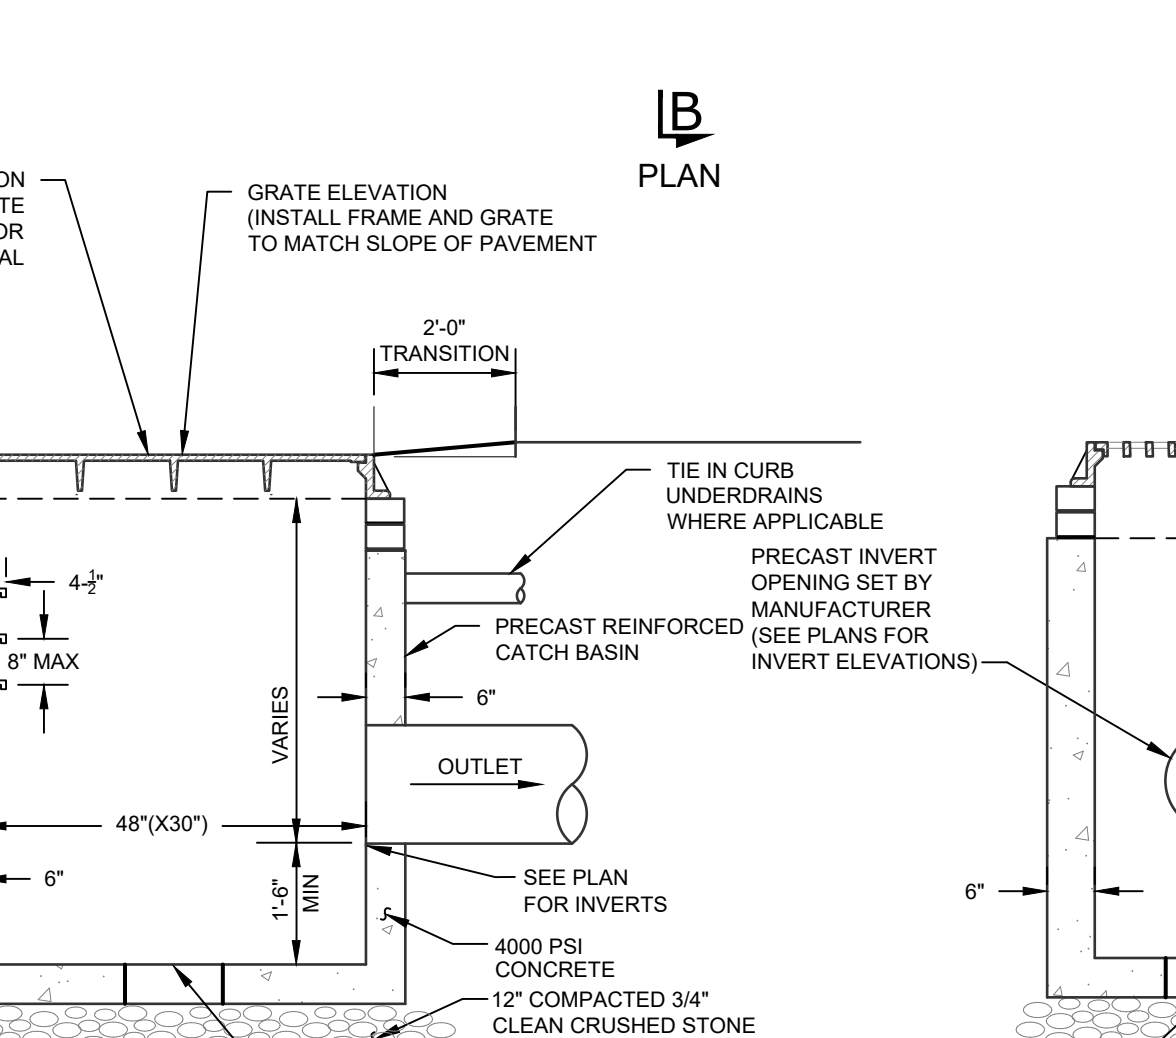 B
PLAN
ON
TE
OR
AL
GRATE ELEVATION
(INSTALL FRAME AND GRATE
TO MATCH SLOPE OF PAVEMENT
2'-0"
TRANSITION
TIE IN CURB
UNDERDRAINS
WHERE APPLICABLE
PRECAST INVERT
OPENING SET BY
MANUFACTURER
(SEE PLANS FOR
INVERT ELEVATIONS)
4-1/2"
8" MAX
PRECAST REINFORCED
CATCH BASIN
6"
VARIES
OUTLET
48"(X30")
6"
1'-6"
MIN
SEE PLAN
FOR INVERTS
6"
4000 PSI
CONCRETE
12" COMPACTED 3/4"
CLEAN CRUSHED STONE